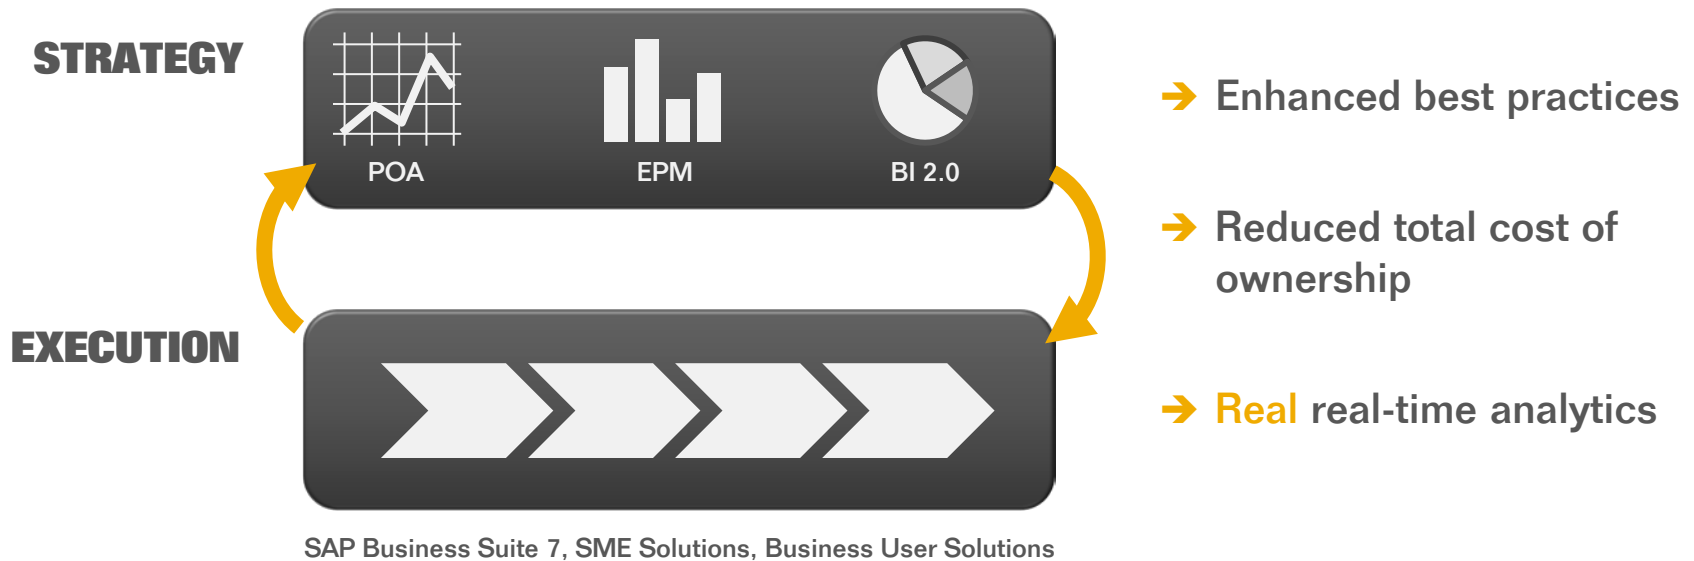 STRATEGY
POA
EPM
BI 2.0
EXECUTION
SAP Business Suite 7, SME Solutions, Business User Solutions
Enhanced best practices
Reduced total cost of
ownership
Real real-time analytics